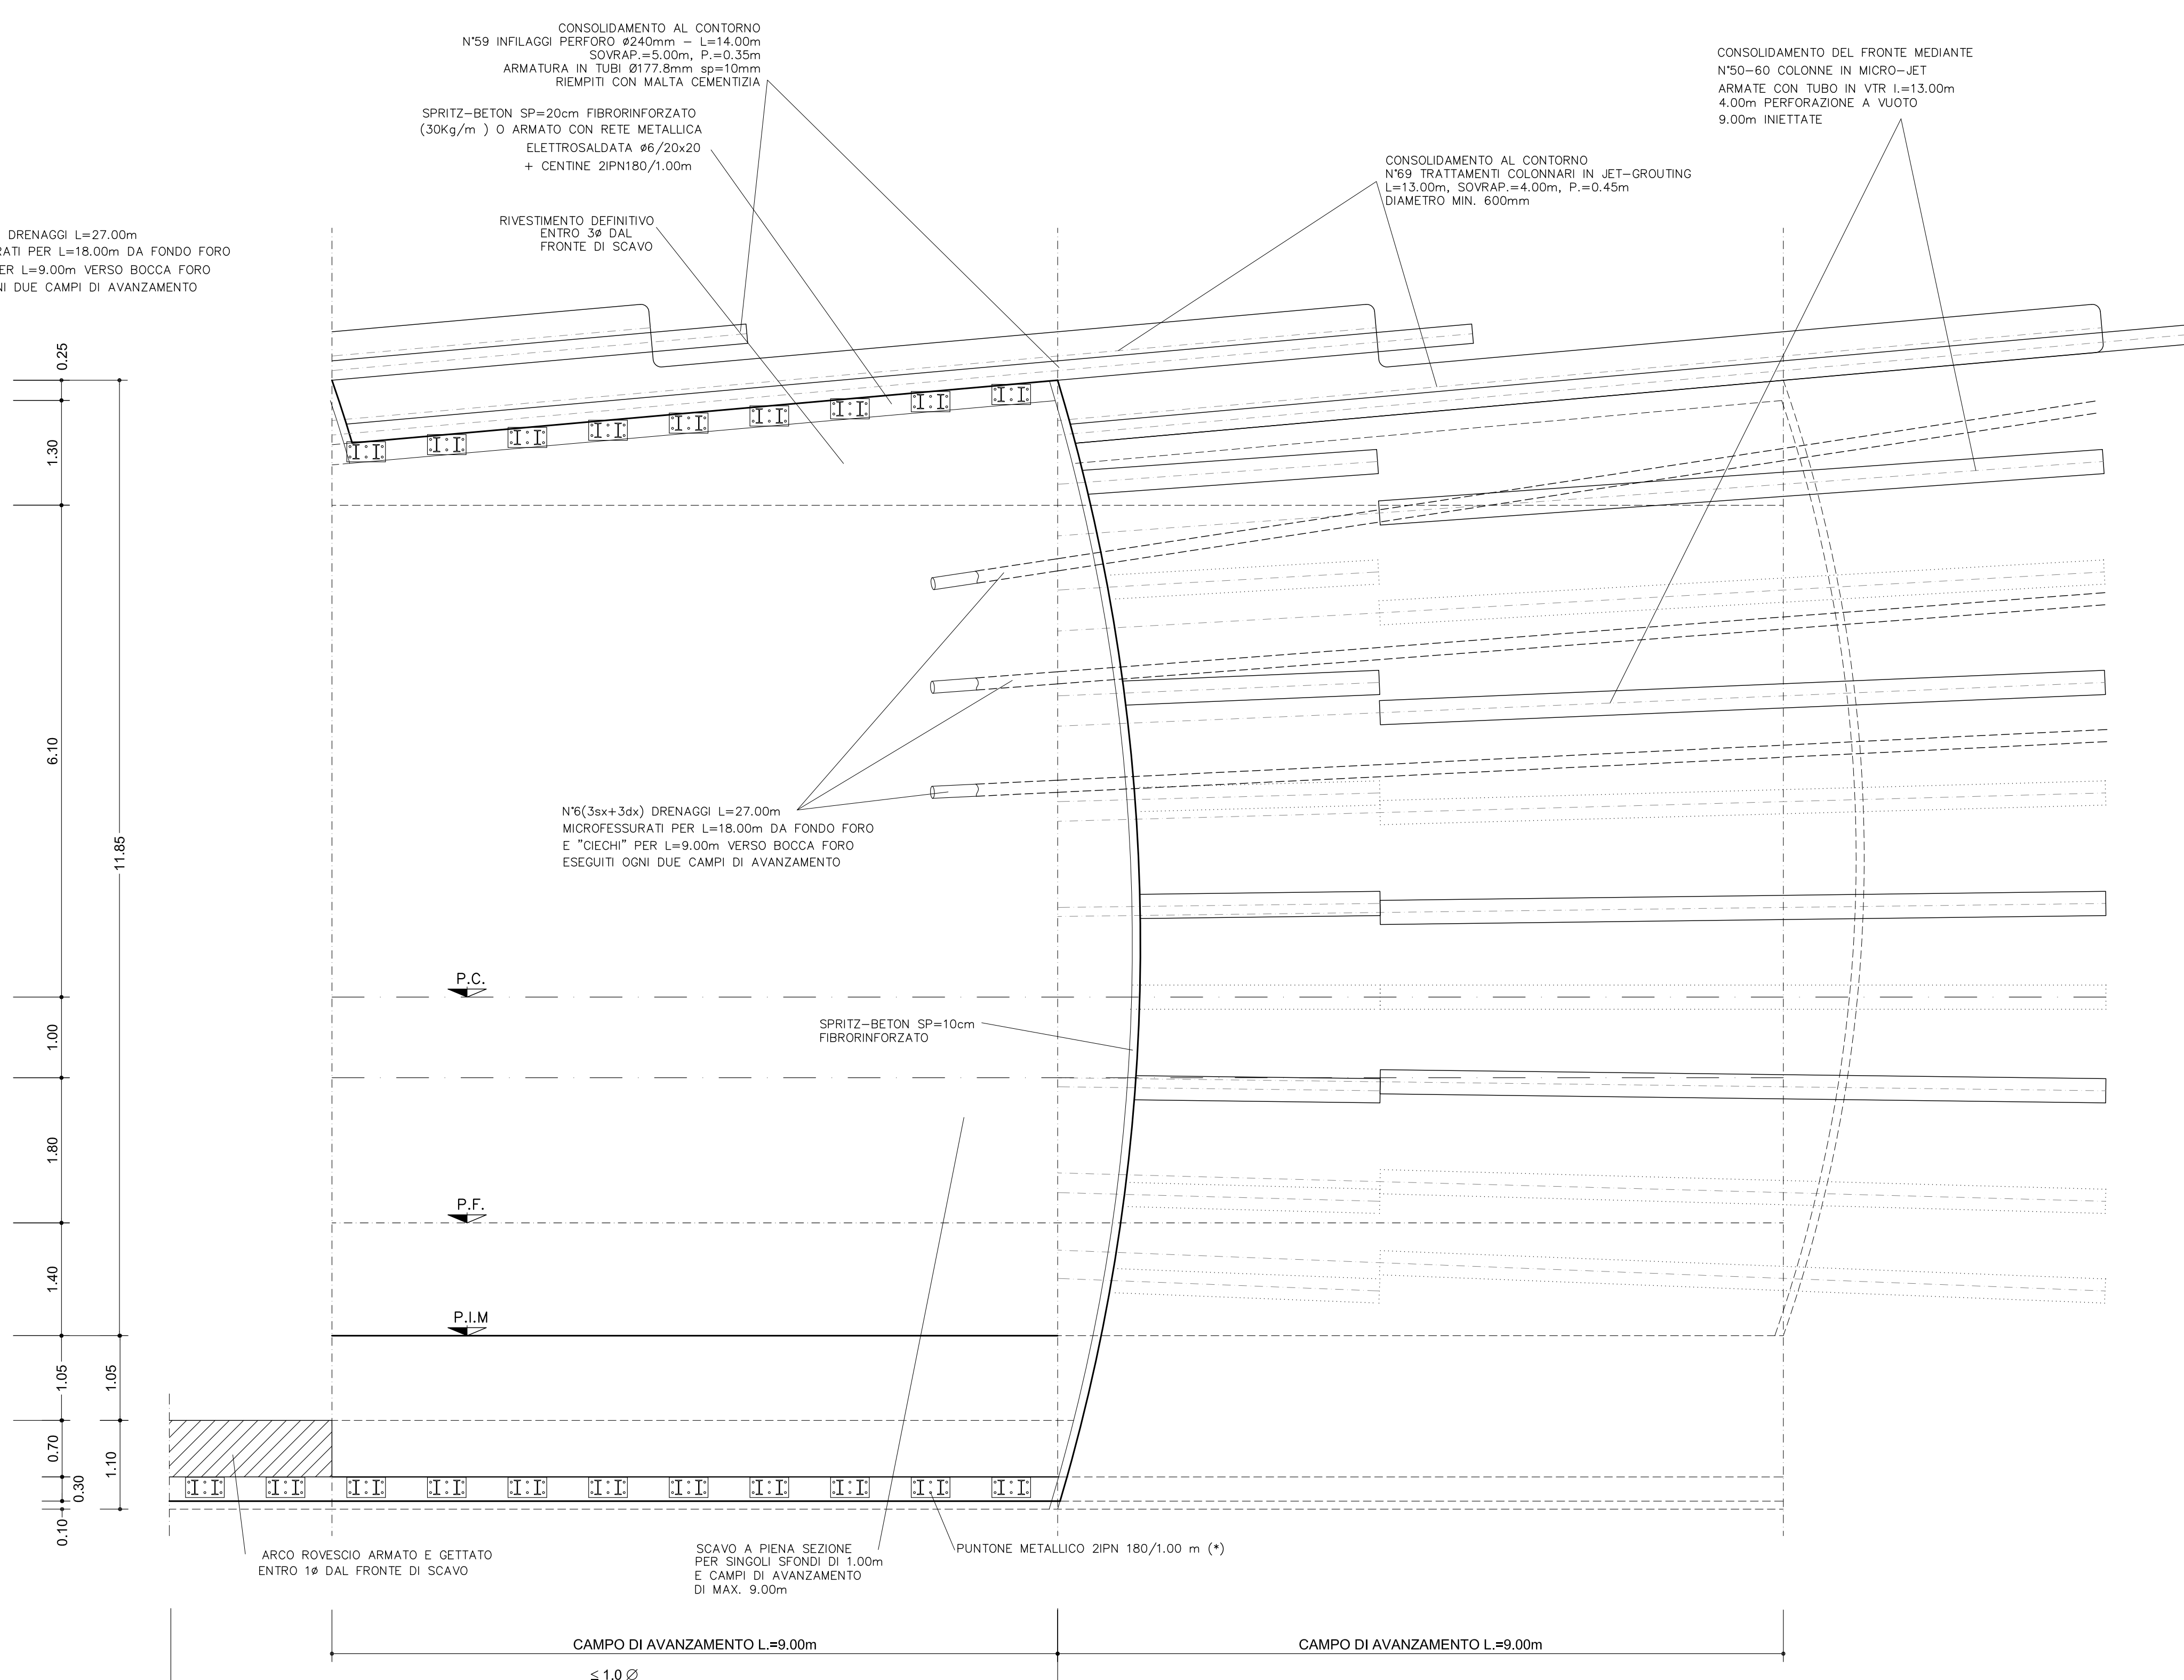 CONSOLIDAMENTO AL CONTORNO
N°59 INFILAGGI PERFORO ø240mm – L=14.00m
SOVRAP.=5.00m, P.=0.35m
ARMATURA IN TUBI Ø177.8mm sp=10mm
RIEMPITI CON MALTA CEMENTIZIA
SPRITZ-BETON SP=20cm FIBRORINFORZATO
(30Kg/m ) O ARMATO CON RETE METALLICA
ELETTROSALDATA ø6/20x20
+ CENTINE 2IPN180/1.00m
RIVESTIMENTO DEFINITIVO
ENTRO 3ø DAL
FRONTE DI SCAVO
CONSOLIDAMENTO DEL FRONTE MEDIANTE
N°50-60 COLONNE IN MICRO-JET
ARMATE CON TUBO IN VTR l.=13.00m
4.00m PERFORAZIONE A VUOTO
9.00m INIETTATE
CONSOLIDAMENTO AL CONTORNO
N°69 TRATTAMENTI COLONNARI IN JET-GROUTING
L=13.00m, SOVRAP.=4.00m, P.=0.45m
DIAMETRO MIN. 600mm
DRENAGGI L=27.00m
RATI PER L=18.00m DA FONDO FORO
ER L=9.00m VERSO BOCCA FORO
NI DUE CAMPI DI AVANZAMENTO
0.25
1.30
6.10
11.85
1.00
1.80
1.40
1.05
1.05
0.70
1.10
0.30
0.10
N°6(3sx+3dx) DRENAGGI L=27.00m
MICROFESSURATI PER L=18.00m DA FONDO FORO
E "CIECHI" PER L=9.00m VERSO BOCCA FORO
ESEGUITI OGNI DUE CAMPI DI AVANZAMENTO
P.C.
SPRITZ-BETON SP=10cm
FIBRORINFORZATO
P.F.
P.I.M
ARCO ROVESCIO ARMATO E GETTATO
ENTRO 1ø DAL FRONTE DI SCAVO
SCAVO A PIENA SEZIONE
PER SINGOLI SFONDI DI 1.00m
E CAMPI DI AVANZAMENTO
DI MAX. 9.00m
PUNTONE METALLICO 2IPN 180/1.00 m (*)
CAMPO DI AVANZAMENTO L.=9.00m
CAMPO DI AVANZAMENTO L.=9.00m
≤ 1.0 ∅